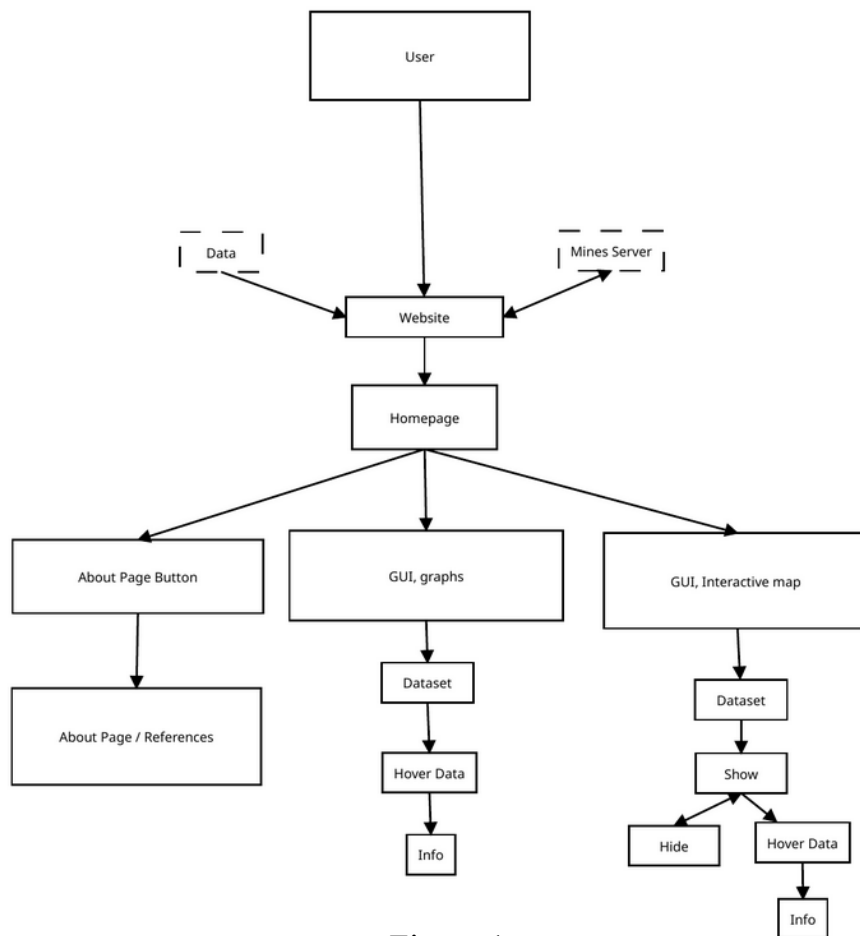 User
Data
Mines Server
Website
Homepage
About Page Button
GUI, graphs
GUI, Interactive map
Dataset
Dataset
About Page / References
Hover Data
Show
Info
Hide
Hover Data
Info